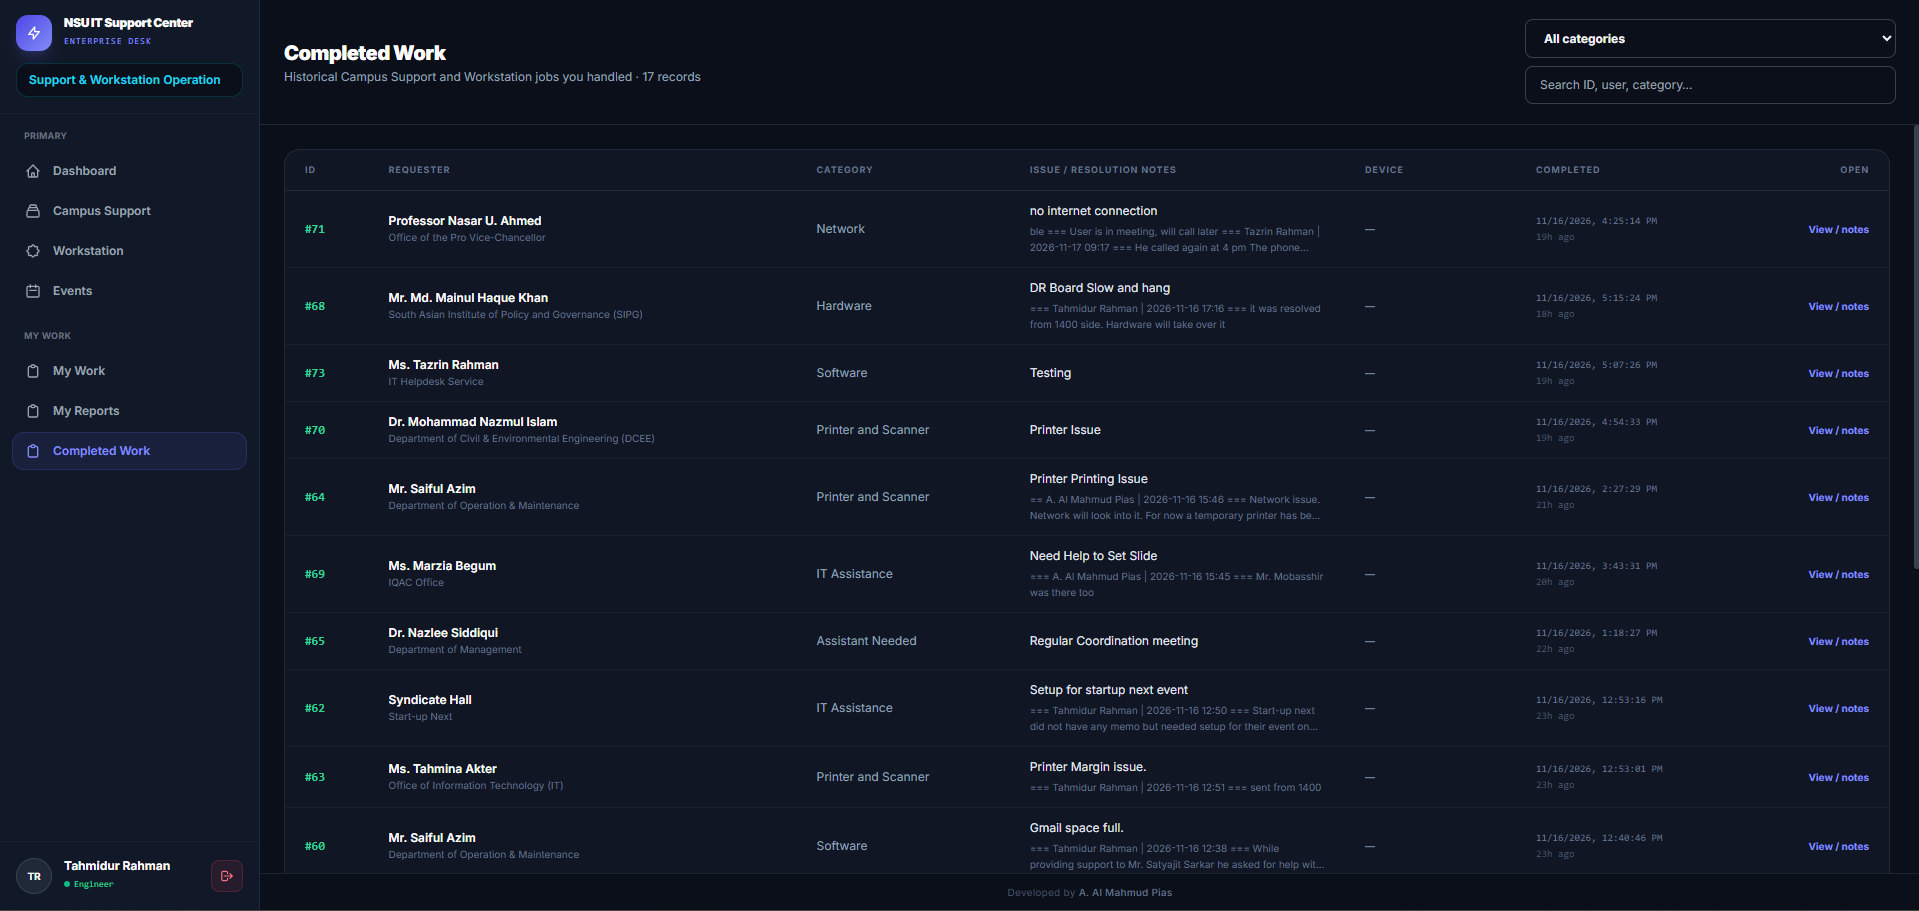 NSU IT Support Center
ENTERPRISE DESK
Support & Workstation Operation
PRIMARY
Dashboard
Campus Support
Workstation
Events
MY WORK
My Work
My Reports
Completed Work
TR
Tahmidur Rahman
Engineer
Completed Work
Historical Campus Support and Workstation jobs you handled · 17 records
All categories
Search ID, user, category...
ID REQUESTER CATEGORY ISSUE / RESOLUTION NOTES DEVICE COMPLETED OPEN
#71
Professor Nasar U. Ahmed
Office of the Pro Vice-Chancellor
Network
no internet connection
ble === User is in meeting, will call later === Tazrin Rahman |
2026-11-17 09:17 === He called again at 4 pm The phone...
—
11/16/2026, 4:25:14 PM
19h ago
View / notes
#68
Mr. Md. Mainul Haque Khan
South Asian Institute of Policy and Governance (SIPG)
Hardware
DR Board Slow and hang
=== Tahmidur Rahman | 2026-11-16 17:16 === it was resolved
from 1400 side. Hardware will take over it
—
11/16/2026, 5:15:24 PM
18h ago
View / notes
#73
Ms. Tazrin Rahman
IT Helpdesk Service
Software
Testing
—
11/16/2026, 5:07:26 PM
19h ago
View / notes
#70
Dr. Mohammad Nazmul Islam
Department of Civil & Environmental Engineering (DCEE)
Printer and Scanner
Printer Issue
—
11/16/2026, 4:54:33 PM
19h ago
View / notes
#64
Mr. Saiful Azim
Department of Operation & Maintenance
Printer and Scanner
Printer Printing Issue
== A. Al Mahmud Pias | 2026-11-16 15:46 === Network issue.
Network will look into it. For now a temporary printer has be...
—
11/16/2026, 2:27:29 PM
21h ago
View / notes
#69
Ms. Marzia Begum
IQAC Office
IT Assistance
Need Help to Set Slide
=== A. Al Mahmud Pias | 2026-11-16 15:45 === Mr. Mobasshir
was there too
—
11/16/2026, 3:43:31 PM
20h ago
View / notes
#65
Dr. Nazlee Siddiqui
Department of Management
Assistant Needed
Regular Coordination meeting
—
11/16/2026, 1:18:27 PM
22h ago
View / notes
#62
Syndicate Hall
Start-up Next
IT Assistance
Setup for startup next event
=== Tahmidur Rahman | 2026-11-16 12:50 === Start-up next
did not have any memo but needed setup for their event on...
—
11/16/2026, 12:53:16 PM
23h ago
View / notes
#63
Ms. Tahmina Akter
Office of Information Technology (IT)
Printer and Scanner
Printer Margin issue.
=== Tahmidur Rahman | 2026-11-16 12:51 === sent from 1400
—
11/16/2026, 12:53:01 PM
23h ago
View / notes
#60
Mr. Saiful Azim
Department of Operation & Maintenance
Software
Gmail space full.
=== Tahmidur Rahman | 2026-11-16 12:38 === While
providing support to Mr. Satyajit Sarkar he asked for help wit...
—
11/16/2026, 12:40:46 PM
23h ago
View / notes
Developed by A. Al Mahmud Pias